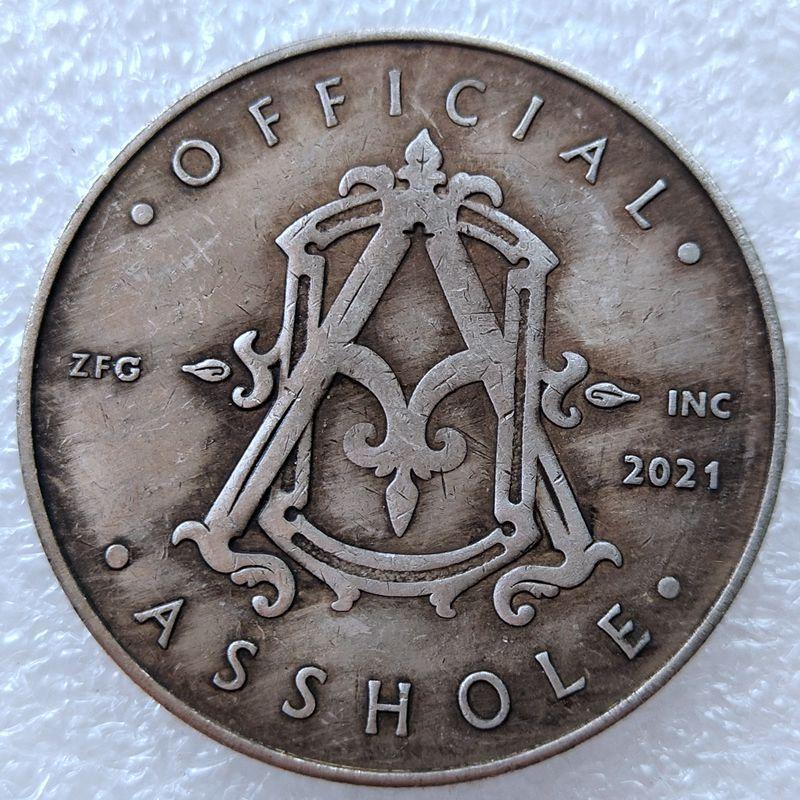 · OFFICIAL ·
ZFG
INC
2021
· ASSHOLE ·